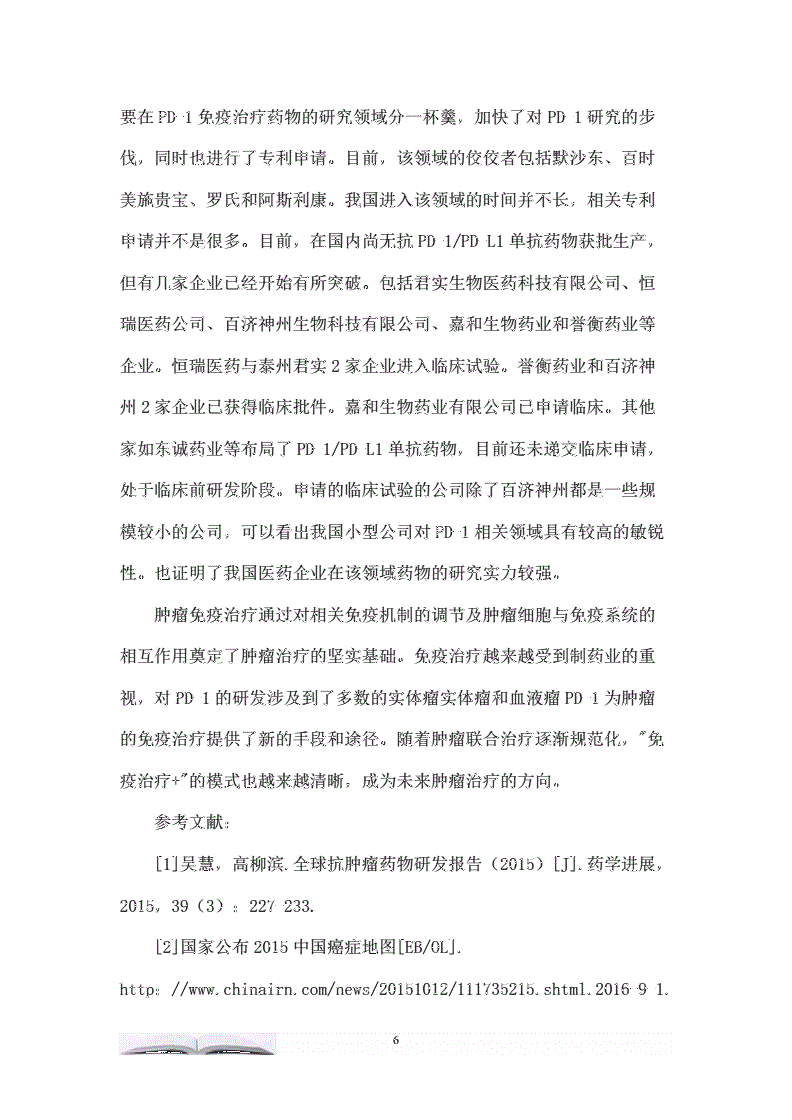 要在 PD-1 免疫治疗药物的研究领域分一杯羹，加快了对 PD-1 研究的步
伐，同时也进行了专利申请。目前，该领域的佼佼者包括默沙东、百时
美施贵宝、罗氏和阿斯利康。我国进入该领域的时间并不长，相关专利
申请并不是很多。目前，在国内尚无抗 PD-1/PD-L1 单抗药物获批生产，
但有几家企业已经开始有所突破。包括君实生物医药科技有限公司、恒
瑞医药公司、百济神州生物科技有限公司、嘉和生物药业和誉衡药业等
企业。恒瑞医药与泰州君实 2 家企业进入临床试验。誉衡药业和百济神
州 2 家企业已获得临床批件。嘉和生物药业有限公司已申请临床。其他
家如东诚药业等布局了 PD-1/PD-L1 单抗药物，目前还未递交临床申请，
处于临床前研发阶段。申请的临床试验的公司除了百济神州都是一些规
模较小的公司，可以看出我国小型公司对 PD-1 相关领域具有较高的敏锐
性。也证明了我国医药企业在该领域药物的研究实力较强。
肿瘤免疫治疗通过对相关免疫机制的调节及肿瘤细胞与免疫系统的
相互作用奠定了肿瘤治疗的坚实基础。免疫治疗越来越受到制药业的重
视，对 PD-1 的研发涉及到了多数的实体瘤实体瘤和血液瘤 PD-1 为肿瘤
的免疫治疗提供了新的手段和途径。随着肿瘤联合治疗逐渐规范化，"免
疫治疗+"的模式也越来越清晰，成为未来肿瘤治疗的方向。
参考文献：
[1]吴慧，高柳滨.全球抗肿瘤药物研发报告（2015）[J].药学进展，
2015，39（3）：227-233.
[2]国家公布 2015 中国癌症地图[EB/OL].
http：//www.chinairn.com/news/20151012/111735215.shtml.2016-9-1.
6